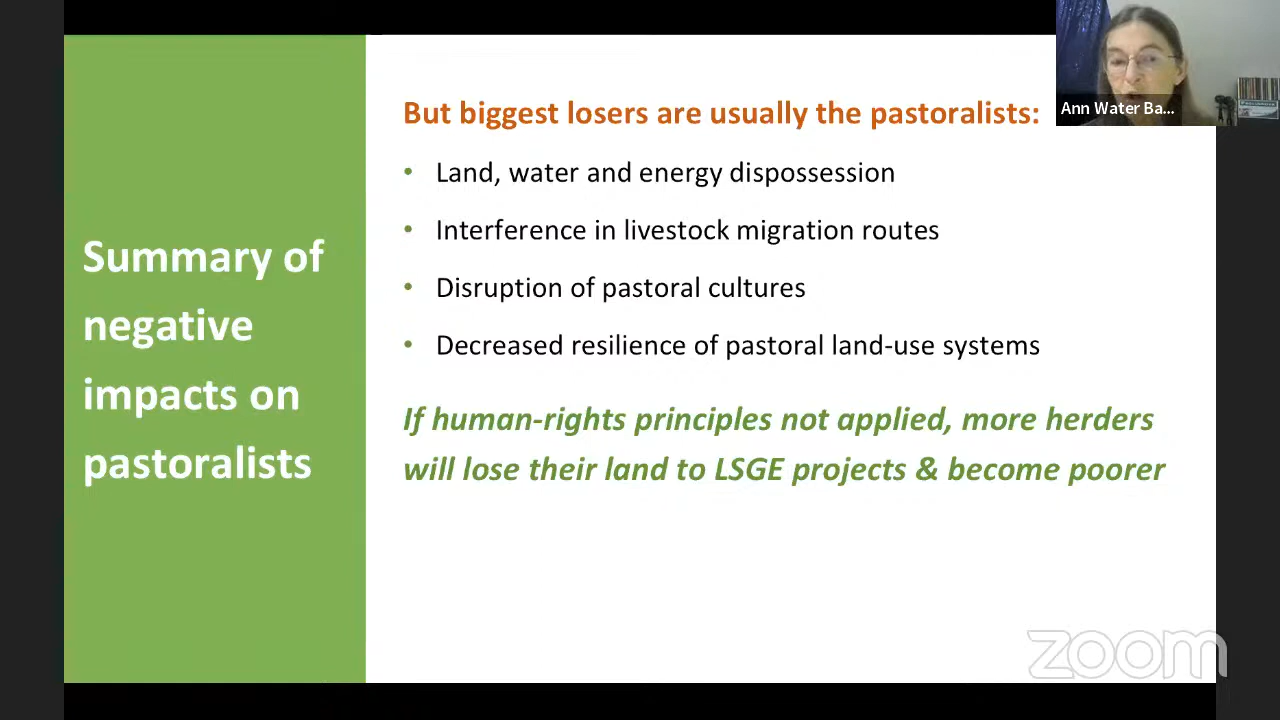 Summary of
negative
impacts on
pastoralists
But biggest losers are usually the pastoralists:
• Land, water and energy dispossession
• Interference in livestock migration routes
• Disruption of pastoral cultures
• Decreased resilience of pastoral land-use systems
If human-rights principles not applied, more herders
will lose their land to LSGE projects & become poorer
Ann Water Ba...
zoom